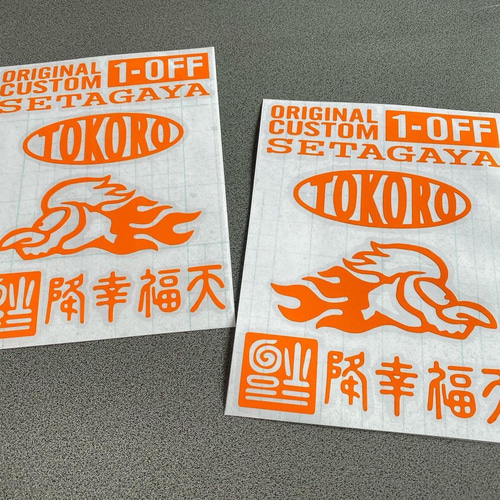 ORIGINAL
CUSTOM 1-OFF
SETAGAYA
TOKORO
降幸福天
ORIGINAL
CUSTOM 1-OFF
SETAGAYA
TOKORO
降幸福天